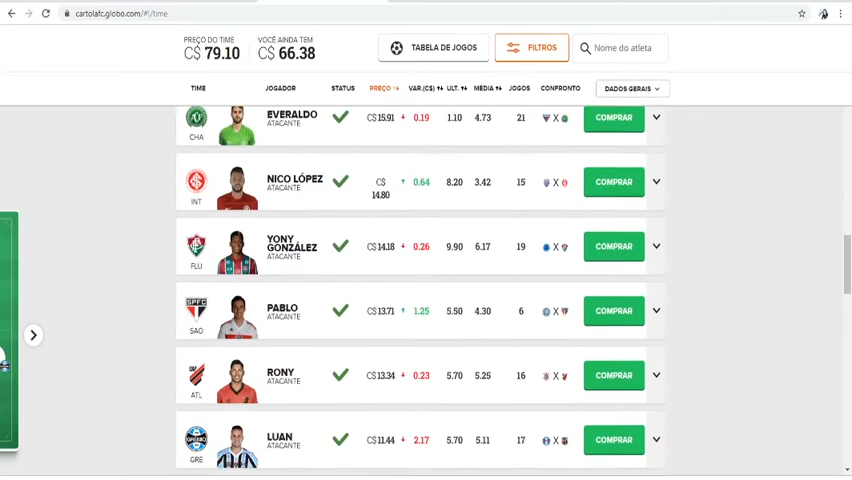 cartolafc.globo.com/#!/time
PREÇO DO TIME
C$ 79.10
VOCÊ AINDA TEM
C$ 66.38
TABELA DE JOGOS
FILTROS
Nome do atleta
TIME JOGADOR STATUS PREÇO VAR.(C$) ULT. MÉDIA JOGOS CONFRONTO DADOS GERAIS
CHA EVERALDO
ATACANTE
C$ 15.91 0.19 1.10 4.73 21 X COMPRAR
INT NICO LÓPEZ
ATACANTE
C$
14.80
0.64 8.20 3.42 15 X COMPRAR
FLU YONY
GONZÁLEZ
ATACANTE
C$ 14.18 0.26 9.90 6.17 19 X COMPRAR
SPFC
SAO PABLO
ATACANTE
C$ 13.71 1.25 5.50 4.30 6 X COMPRAR
ATL RONY
ATACANTE
C$ 13.34 0.23 5.70 5.25 16 X COMPRAR
GRÊMIO
GRE LUAN
ATACANTE
C$ 11.44 2.17 5.70 5.11 17 X COMPRAR